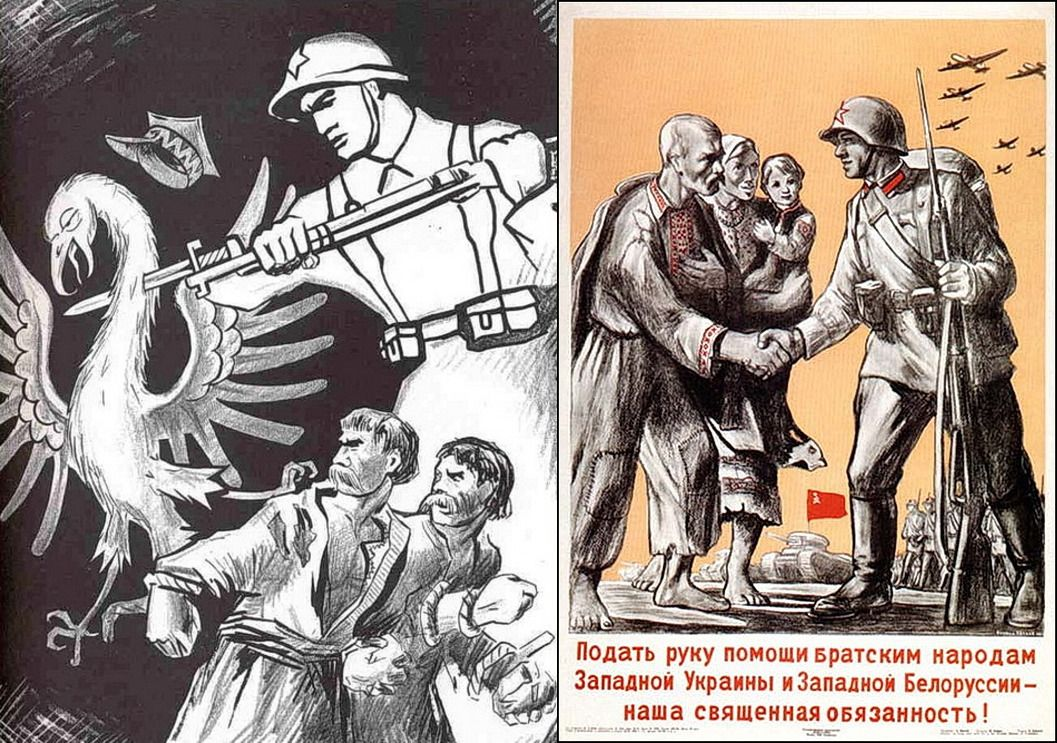 Подать руку помощи братским народам
Западной Украины и Западной Белоруссии –
наша священная обязанность!